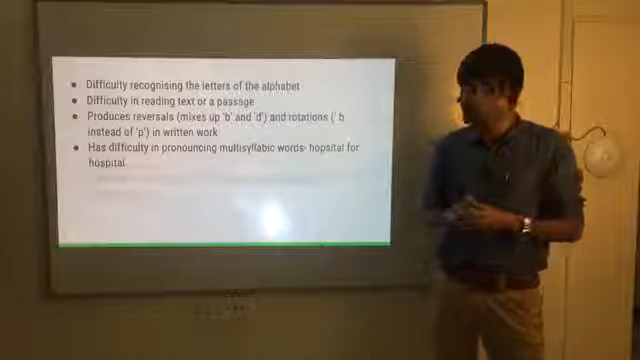 ● Difficulty recognising the letters of the alphabet
● Difficulty in reading text or a passage
● Produces reversals (mixes up 'b' and 'd') and rotations (' b
instead of 'p') in written work
● Has difficulty in pronouncing multisyllabic words- hopsital for
hospital